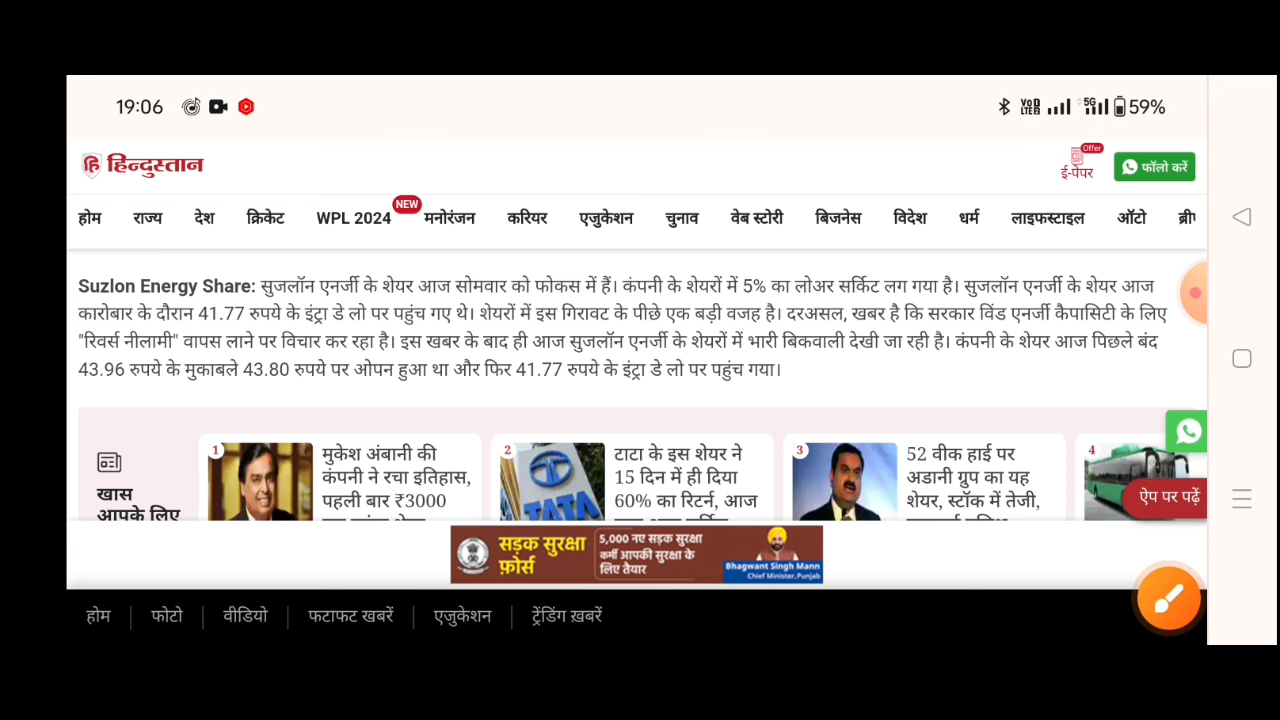 19:06
VoD LTE2 5G 59%
हि हिन्दुस्तान
Offer
ई-पेपर
फॉलो करें
NEW
होम राज्य देश क्रिकेट WPL 2024 मनोरंजन करियर एजुकेशन चुनाव वेब स्टोरी बिजनेस विदेश धर्म लाइफस्टाइल ऑटो
Suzlon Energy Share: सुजलॉन एनर्जी के शेयर आज सोमवार को फोकस में हैं। कंपनी के शेयरों में 5% का लोअर सर्किट लग गया है। सुजलॉन एनर्जी के शेयर आज
कारोबार के दौरान 41.77 रुपये के इंट्रा डे लो पर पहुंच गए थे। शेयरों में इस गिरावट के पीछे एक बड़ी वजह है। दरअसल, खबर है कि सरकार विंड एनर्जी कैपासिटी के लिए
"रिवर्स नीलामी" वापस लाने पर विचार कर रहा है। इस खबर के बाद ही आज सुजलॉन एनर्जी के शेयरों में भारी बिकवाली देखी जा रही है। कंपनी के शेयर आज पिछले बंद
43.96 रुपये के मुकाबले 43.80 रुपये पर ओपन हुआ था और फिर 41.77 रुपये के इंट्रा डे लो पर पहुंच गया।
खास
आपके लिए
1
मुकेश अंबानी की
कंपनी ने रचा इतिहास,
पहली बार ₹3000
2
TATA
टाटा के इस शेयर ने
15 दिन में ही दिया
60% का रिटर्न, आज
3
52 वीक हाई पर
अडानी ग्रुप का यह
शेयर, स्टॉक में तेजी,
4
ऐप पर पढ़ें
सड़क सुरक्षा
फ़ोर्स
5,000 नए सड़क सुरक्षा
कर्मी आपकी सुरक्षा के
लिए तैयार
Bhagwant Singh Mann
Chief Minister, Punjab
होम फोटो वीडियो फटाफट खबरें एजुकेशन ट्रेंडिंग ख़बरें